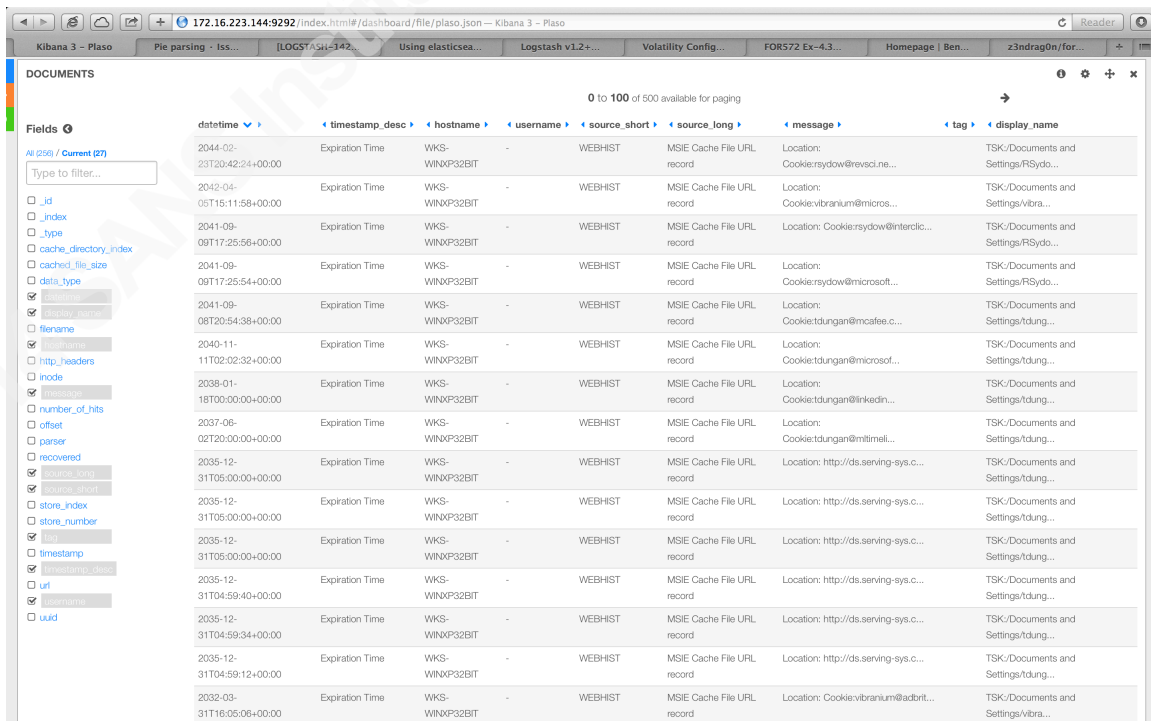 172.16.223.144:9292/index.html#/dashboard/file/plaso.json — Kibana 3 – Plaso
Reader
Kibana 3 – Plaso
Pie parsing · Iss...
[LOGSTASH-142...
Using elasticsea...
Logstash v1.2+...
Volatility Config...
FOR572 Ex-4.3...
Homepage | Ben...
z3ndrag0n/for...
DOCUMENTS
0 to 100 of 500 available for paging
Fields
All (256) / Current (27)
Type to filter...
_id
_index
_type
cache_directory_index
cached_file_size
data_type
datetime
display_name
filename
hostname
http_headers
inode
message
number_of_hits
offset
parser
recovered
source_long
source_short
store_index
store_number
tag
timestamp
timestamp_desc
url
username
uuid
datetime timestamp_desc hostname username source_short source_long message tag display_name
2044-02- Expiration Time WKS- - WEBHIST MSIE Cache File URL Location: TSK:/Documents and
23T20:42:24+00:00 WINXP32BIT record Cookie:rsydow@revsci.ne... Settings/RSydo...
2042-04- Expiration Time WKS- - WEBHIST MSIE Cache File URL Location: TSK:/Documents and
05T15:11:58+00:00 WINXP32BIT record Cookie:vibranium@micros... Settings/vibra...
2041-09- Expiration Time WKS- - WEBHIST MSIE Cache File URL Location: Cookie:rsydow@interclic... TSK:/Documents and
09T17:25:56+00:00 WINXP32BIT record Settings/RSydo...
2041-09- Expiration Time WKS- - WEBHIST MSIE Cache File URL Location: TSK:/Documents and
09T17:25:54+00:00 WINXP32BIT record Cookie:rsydow@microsoft... Settings/RSydo...
2041-09- Expiration Time WKS- - WEBHIST MSIE Cache File URL Location: TSK:/Documents and
08T20:54:38+00:00 WINXP32BIT record Cookie:tdungan@mcafee.c... Settings/tdung...
2040-11- Expiration Time WKS- - WEBHIST MSIE Cache File URL Location: TSK:/Documents and
11T02:02:32+00:00 WINXP32BIT record Cookie:tdungan@microsof... Settings/tdung...
2038-01- Expiration Time WKS- - WEBHIST MSIE Cache File URL Location: TSK:/Documents and
18T00:00:00+00:00 WINXP32BIT record Cookie:tdungan@linkedin... Settings/tdung...
2037-06- Expiration Time WKS- - WEBHIST MSIE Cache File URL Location: TSK:/Documents and
02T20:00:00+00:00 WINXP32BIT record Cookie:tdungan@mltimeli... Settings/tdung...
2035-12- Expiration Time WKS- - WEBHIST MSIE Cache File URL Location: http://ds.serving-sys.c... TSK:/Documents and
31T05:00:00+00:00 WINXP32BIT record Settings/tdung...
2035-12- Expiration Time WKS- - WEBHIST MSIE Cache File URL Location: http://ds.serving-sys.c... TSK:/Documents and
31T05:00:00+00:00 WINXP32BIT record Settings/tdung...
2035-12- Expiration Time WKS- - WEBHIST MSIE Cache File URL Location: http://ds.serving-sys.c... TSK:/Documents and
31T05:00:00+00:00 WINXP32BIT record Settings/tdung...
2035-12- Expiration Time WKS- - WEBHIST MSIE Cache File URL Location: http://ds.serving-sys.c... TSK:/Documents and
31T04:59:40+00:00 WINXP32BIT record Settings/tdung...
2035-12- Expiration Time WKS- - WEBHIST MSIE Cache File URL Location: http://ds.serving-sys.c... TSK:/Documents and
31T04:59:34+00:00 WINXP32BIT record Settings/tdung...
2035-12- Expiration Time WKS- - WEBHIST MSIE Cache File URL Location: http://ds.serving-sys.c... TSK:/Documents and
31T04:59:12+00:00 WINXP32BIT record Settings/tdung...
2032-03- Expiration Time WKS- - WEBHIST MSIE Cache File URL Location: Cookie:vibranium@adbrit... TSK:/Documents and
31T16:05:06+00:00 WINXP32BIT record Settings/vibra...